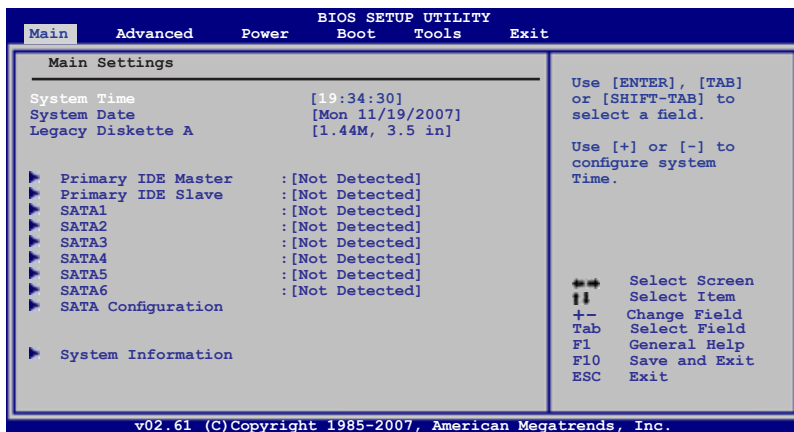 BIOS SETUP UTILITY
Main Advanced Power Boot Tools Exit
Main Settings
System Time [19:34:30]
System Date [Mon 11/19/2007]
Legacy Diskette A [1.44M, 3.5 in]
Primary IDE Master :[Not Detected]
Primary IDE Slave :[Not Detected]
SATA1 :[Not Detected]
SATA2 :[Not Detected]
SATA3 :[Not Detected]
SATA4 :[Not Detected]
SATA5 :[Not Detected]
SATA6 :[Not Detected]
SATA Configuration
System Information
Use [ENTER], [TAB]
or [SHIFT-TAB] to
select a field.
Use [+] or [-] to
configure system
Time.
←→ Select Screen
↑↓ Select Item
+- Change Field
Tab Select Field
F1 General Help
F10 Save and Exit
ESC Exit
v02.61 (C)Copyright 1985-2007, American Megatrends, Inc.